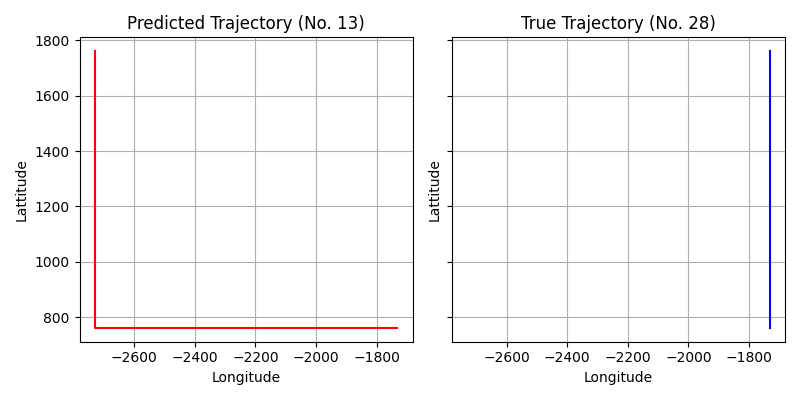 Predicted Trajectory (No. 13)
True Trajectory (No. 28)
1800
1600
1400
1200
1000
800
Lattitude
Lattitude
−2600 −2400 −2200 −2000 −1800
−2600 −2400 −2200 −2000 −1800
Longitude
Longitude